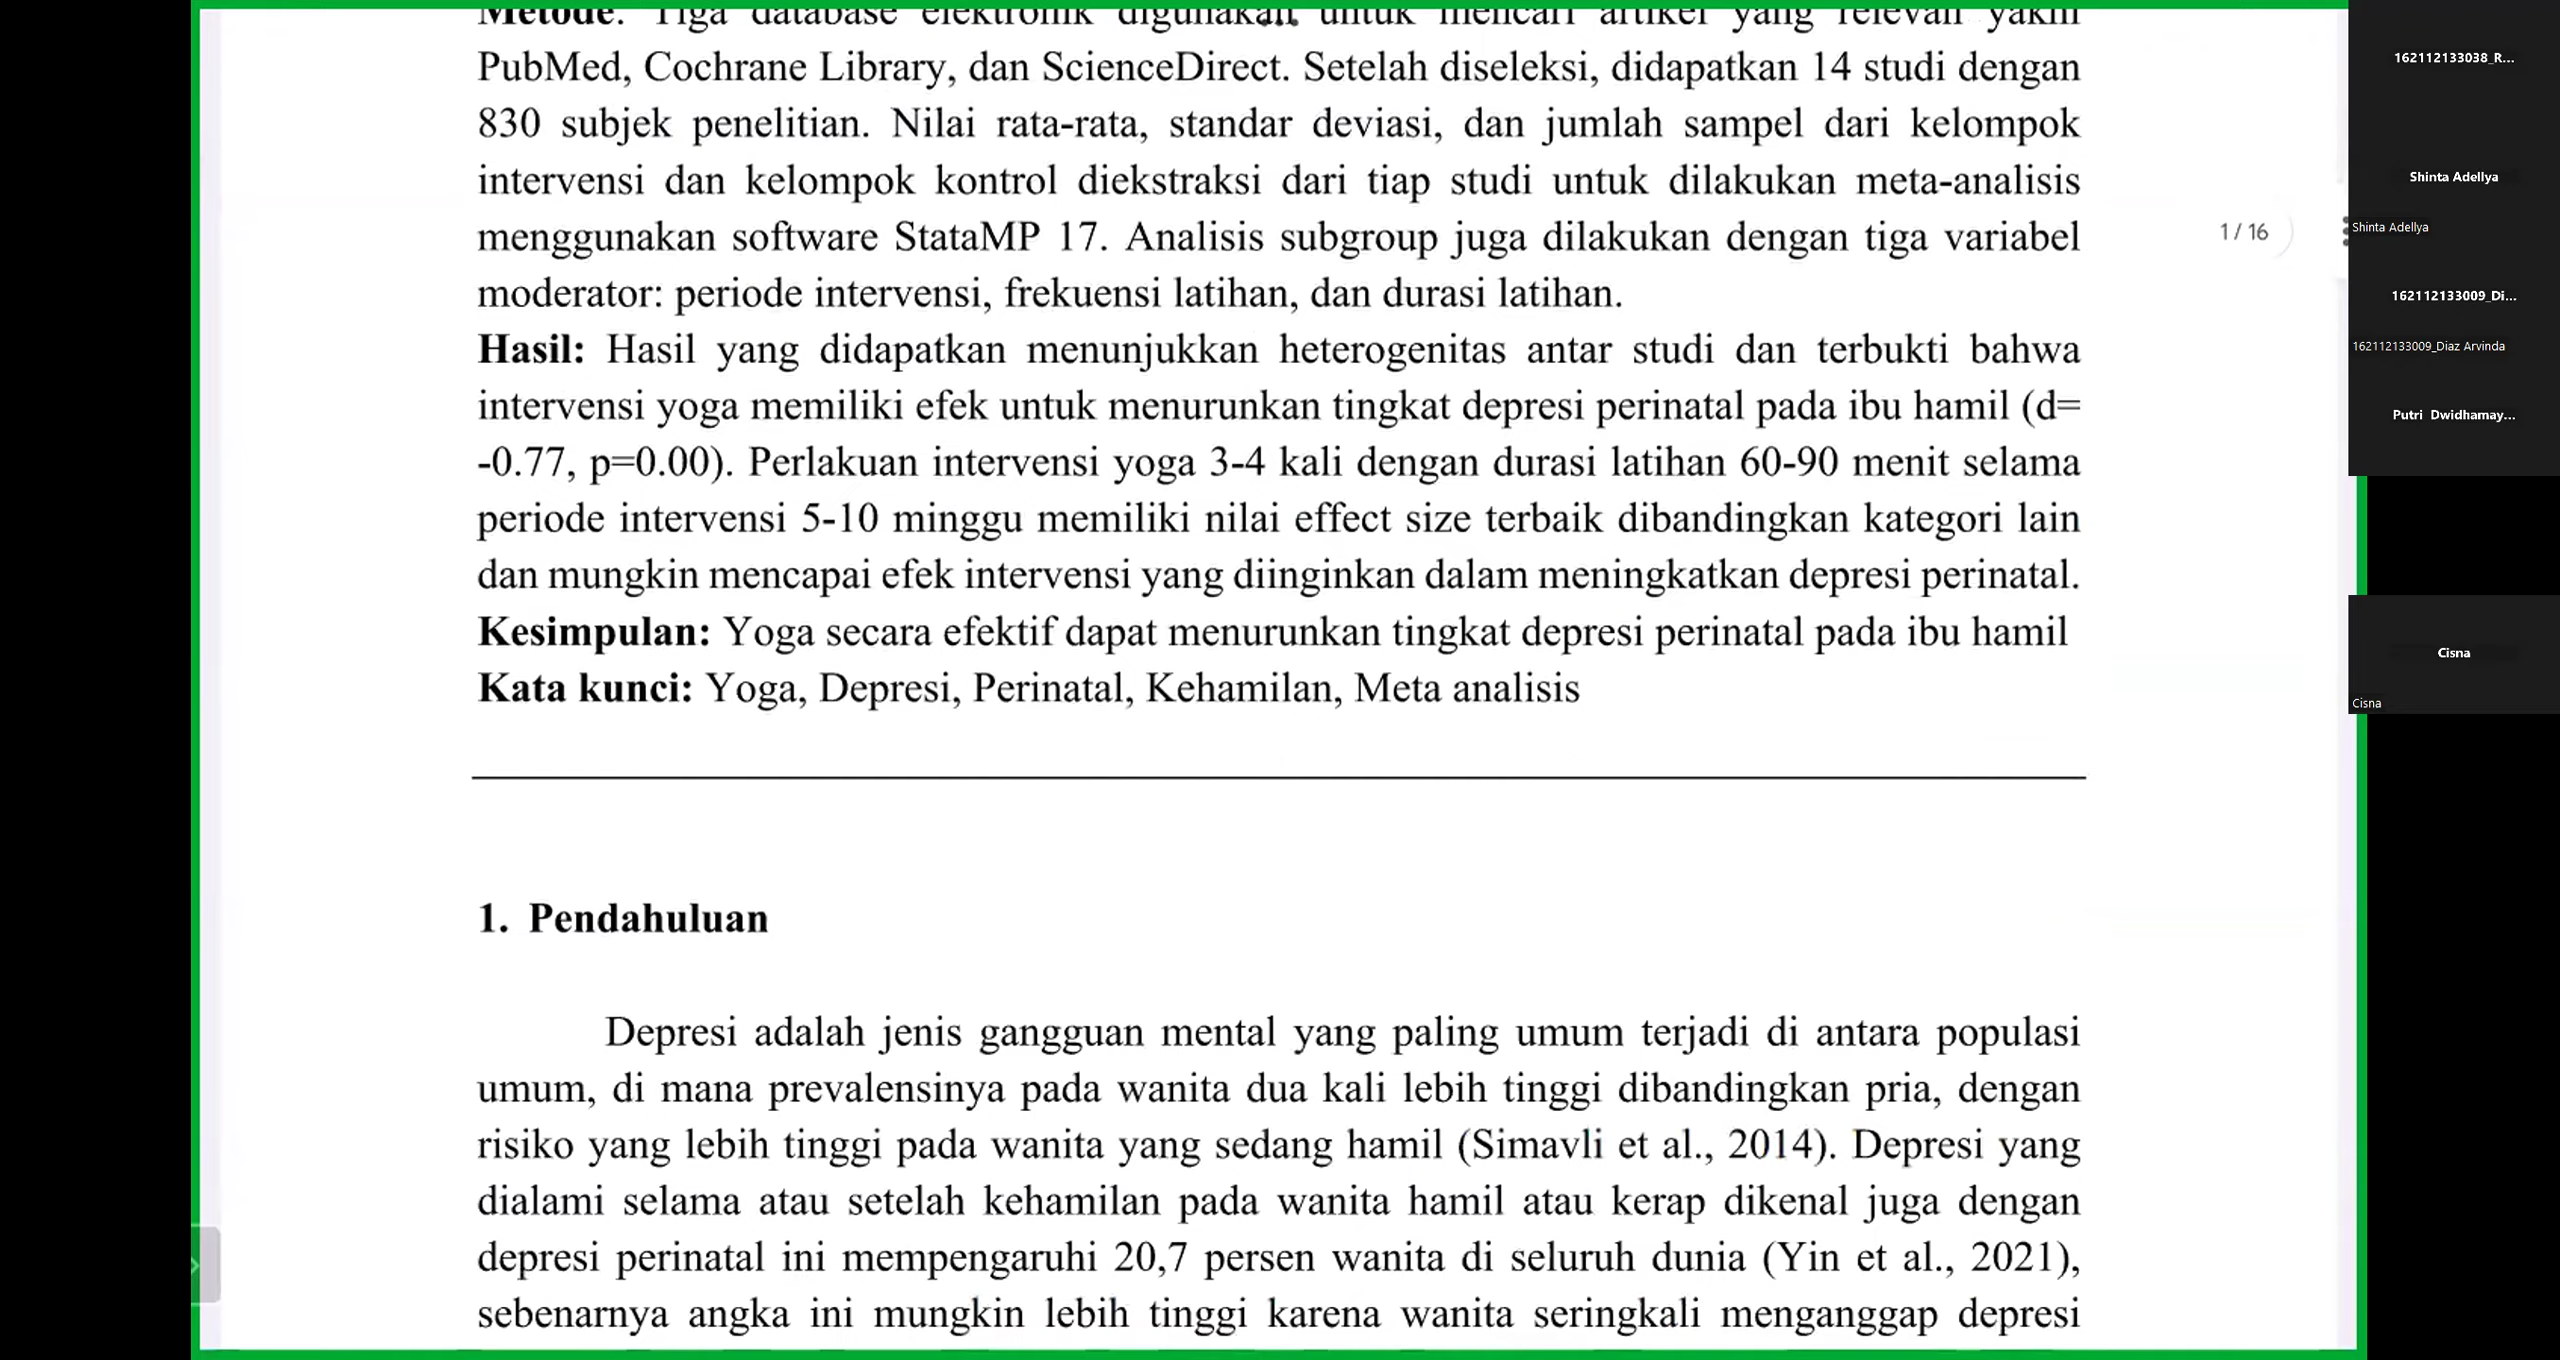 Metode: Tiga database elektronik digunakan untuk mencari artikel yang relevan yakni
PubMed, Cochrane Library, dan ScienceDirect. Setelah diseleksi, didapatkan 14 studi dengan
830 subjek penelitian. Nilai rata-rata, standar deviasi, dan jumlah sampel dari kelompok
intervensi dan kelompok kontrol diekstraksi dari tiap studi untuk dilakukan meta-analisis
menggunakan software StataMP 17. Analisis subgroup juga dilakukan dengan tiga variabel
moderator: periode intervensi, frekuensi latihan, dan durasi latihan.
Hasil: Hasil yang didapatkan menunjukkan heterogenitas antar studi dan terbukti bahwa
intervensi yoga memiliki efek untuk menurunkan tingkat depresi perinatal pada ibu hamil (d=
-0.77, p=0.00). Perlakuan intervensi yoga 3-4 kali dengan durasi latihan 60-90 menit selama
periode intervensi 5-10 minggu memiliki nilai effect size terbaik dibandingkan kategori lain
dan mungkin mencapai efek intervensi yang diinginkan dalam meningkatkan depresi perinatal.
Kesimpulan: Yoga secara efektif dapat menurunkan tingkat depresi perinatal pada ibu hamil
Kata kunci: Yoga, Depresi, Perinatal, Kehamilan, Meta analisis
1. Pendahuluan
Depresi adalah jenis gangguan mental yang paling umum terjadi di antara populasi
umum, di mana prevalensinya pada wanita dua kali lebih tinggi dibandingkan pria, dengan
risiko yang lebih tinggi pada wanita yang sedang hamil (Simavli et al., 2014). Depresi yang
dialami selama atau setelah kehamilan pada wanita hamil atau kerap dikenal juga dengan
depresi perinatal ini mempengaruhi 20,7 persen wanita di seluruh dunia (Yin et al., 2021),
sebenarnya angka ini mungkin lebih tinggi karena wanita seringkali menganggap depresi
1 / 16
162112133038_R...
Shinta Adellya
Shinta Adellya
162112133009_Di...
162112133009_Diaz Arvinda
Putri Dwidhamay...
Cisna
Cisna